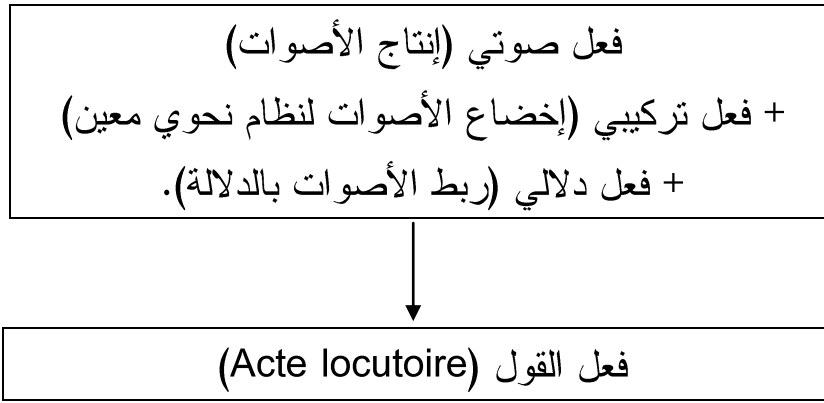 فعل صوتي (إنتاج الأصوات)
+ فعل تركيبي (إخضاع الأصوات لنظام نحوي معين)
+ فعل دلالي (ربط الأصوات بالدلالة).
فعل القول (Acte locutoire)